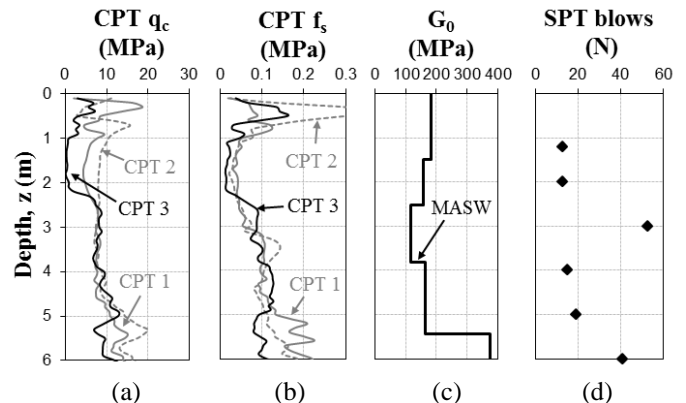 CPT qc CPT fs G0 SPT blows
(MPa) (MPa) (MPa) (N)
0 10 20 30 0 0.1 0.2 0.3 0 100 200 300 400 0 20 40 60
Depth, z (m)
0
1
2
3
4
5
6
CPT 2
CPT 3
CPT 1
CPT 2
CPT 3
CPT 1
MASW
(a) (b) (c) (d)